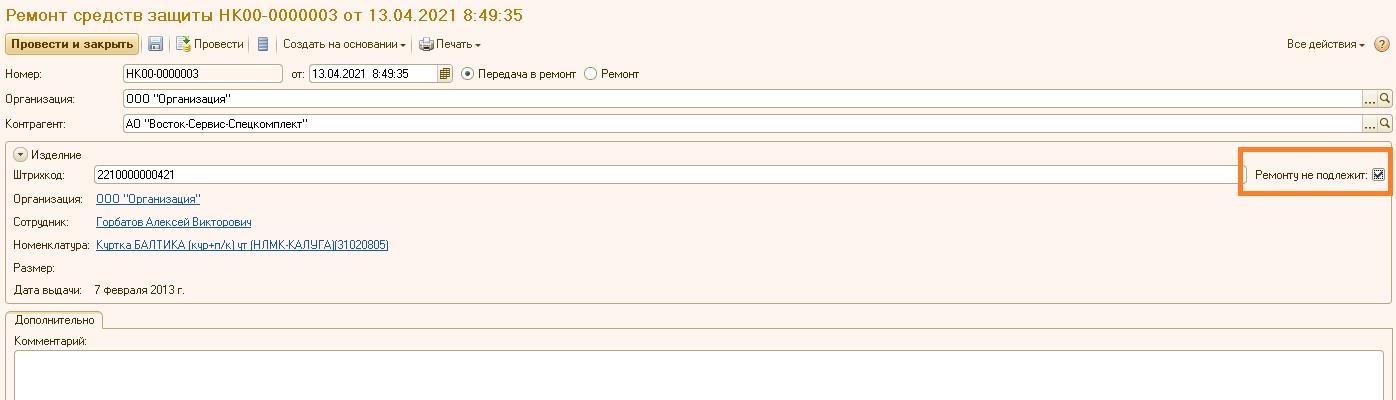 Ремонт средств защиты НК00-0000003 от 13.04.2021 8:49:35
Провести и закрыть Провести Создать на основании Печать Все действия ?
Номер: НК00-0000003 от: 13.04.2021 8:49:35 Передача в ремонт Ремонт
Организация: ООО "Организация" ...
Контрагент: АО "Восток-Сервис-Спецкомплект" ...
Изделние
Штрихкод: 2210000000421 Ремонту не подлежит:
Организация: ООО "Организация"
Сотрудник: Горбатов Алексей Викторович
Номенклатура: Куртка БАЛТИКА (кур+п/к) ут (НЛМК-КАЛУГА)(31020805)
Размер:
Дата выдачи: 7 февраля 2013 г.
Дополнительно
Комментарий: